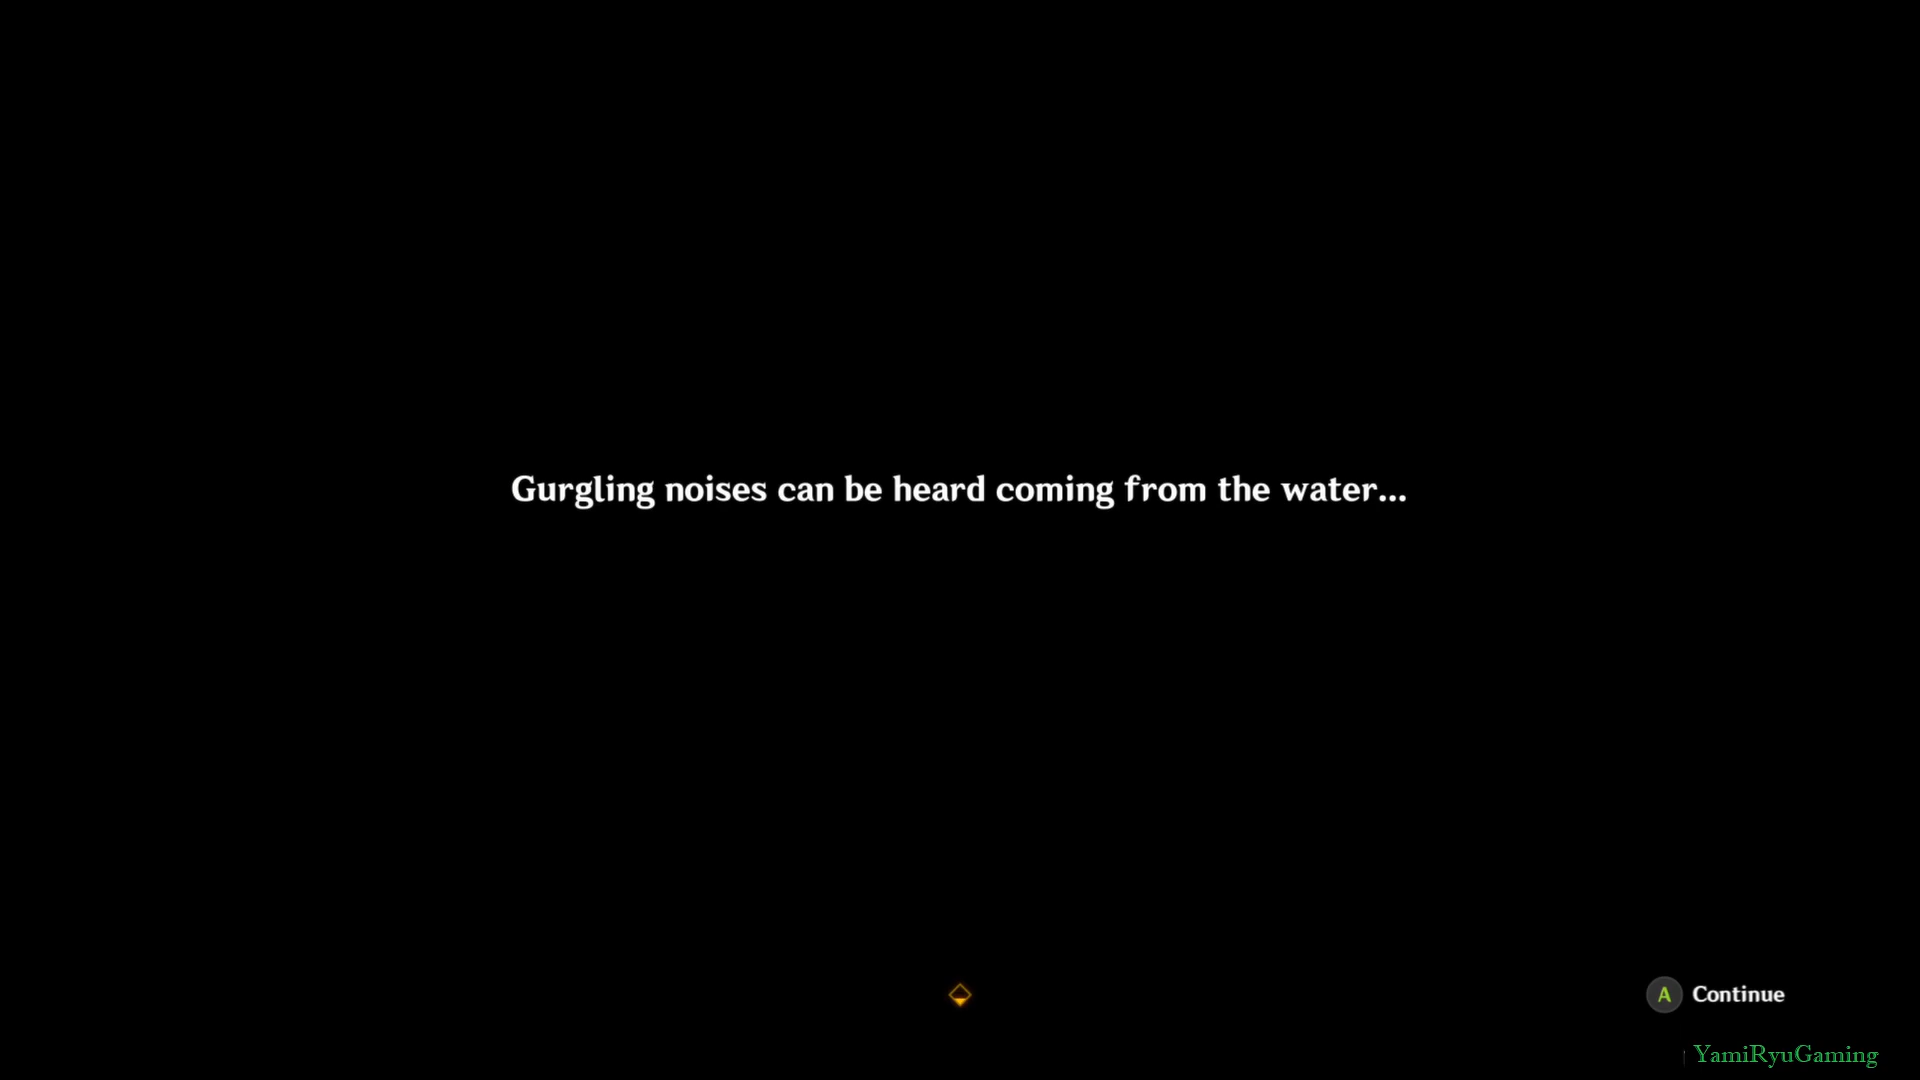 Gurgling noises can be heard coming from the water...
A Continue
YamiRyuGaming